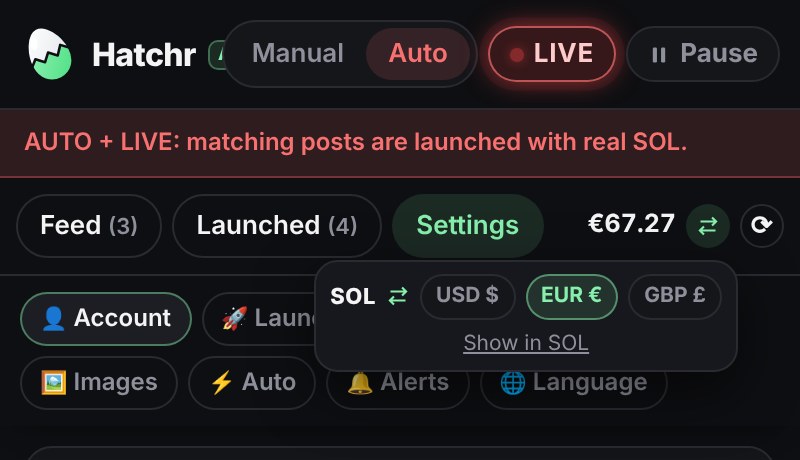 Hatchr Manual Auto LIVE Pause
AUTO + LIVE: matching posts are launched with real SOL.
Feed (3) Launched (4) Settings €67.27
SOL USD $ EUR € GBP £
Account
Show in SOL
Images Auto Alerts Language